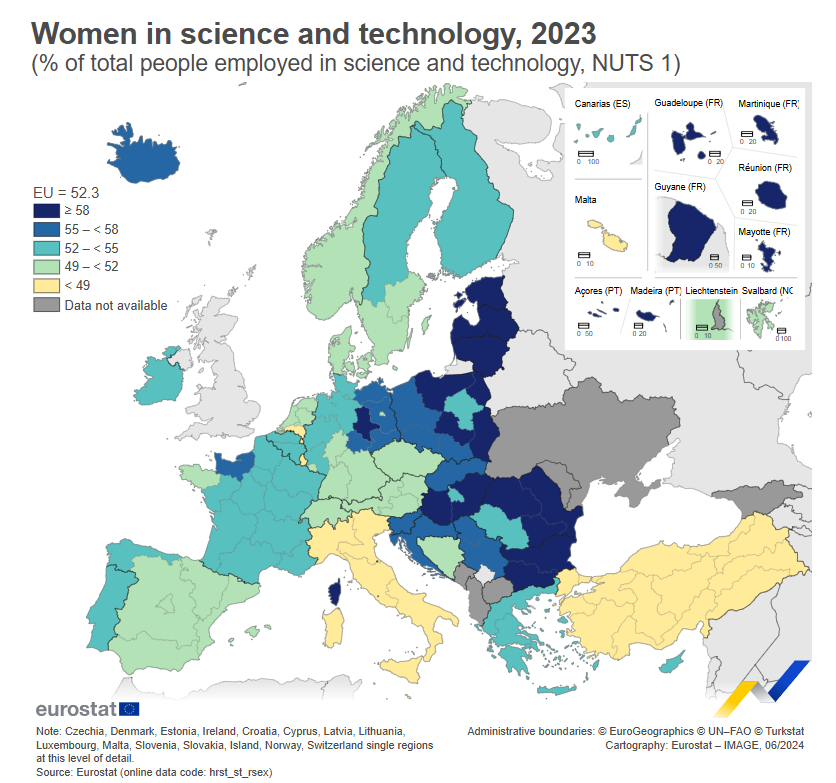 Women in science and technology, 2023
(% of total people employed in science and technology, NUTS 1)
EU = 52.3
≥ 58
55 – < 58
52 – < 55
49 – < 52
< 49
Data not available
Canarias (ES)
0 100
Guadeloupe (FR)
0 20
Martinique (FR)
0 20
Réunion (FR)
0 20
Malta
0 10
Guyane (FR)
0 50
Mayotte (FR)
0 10
Açores (PT)
0 50
Madeira (PT)
0 20
Liechtenstein
0 10
Svalbard (NO
0 100
eurostat
Note: Czechia, Denmark, Estonia, Ireland, Croatia, Cyprus, Latvia, Lithuania,
Luxembourg, Malta, Slovenia, Slovakia, Island, Norway, Switzerland single regions
at this level of detail.
Source: Eurostat (online data code: hrst_st_rsex)
Administrative boundaries: © EuroGeographics © UN–FAO © Turkstat
Cartography: Eurostat – IMAGE, 06/2024